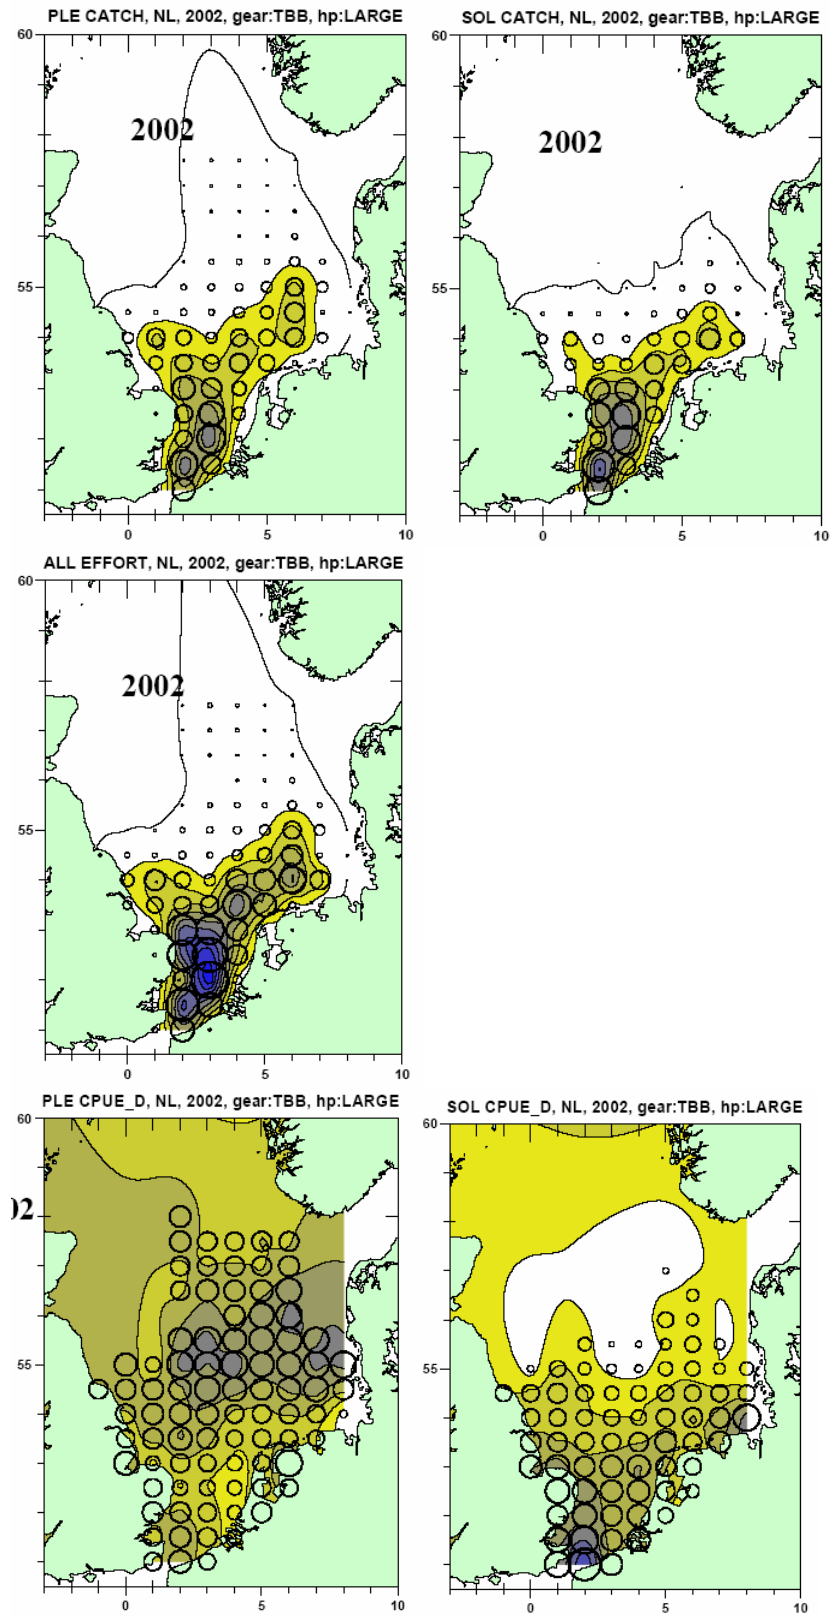 PLE CATCH, NL, 2002, gear:TBB, hp:LARGE
SOL CATCH, NL, 2002, gear:TBB, hp:LARGE
60
60
2002
2002
55
55
0 5 10
0 5 10
ALL EFFORT, NL, 2002, gear:TBB, hp:LARGE
60
2002
55
0 5 10
PLE CPUE_D, NL, 2002, gear:TBB, hp:LARGE
SOL CPUE_D, NL, 2002, gear:TBB, hp:LARGE
60
60
02
55
55
0 5 10
0 5 10